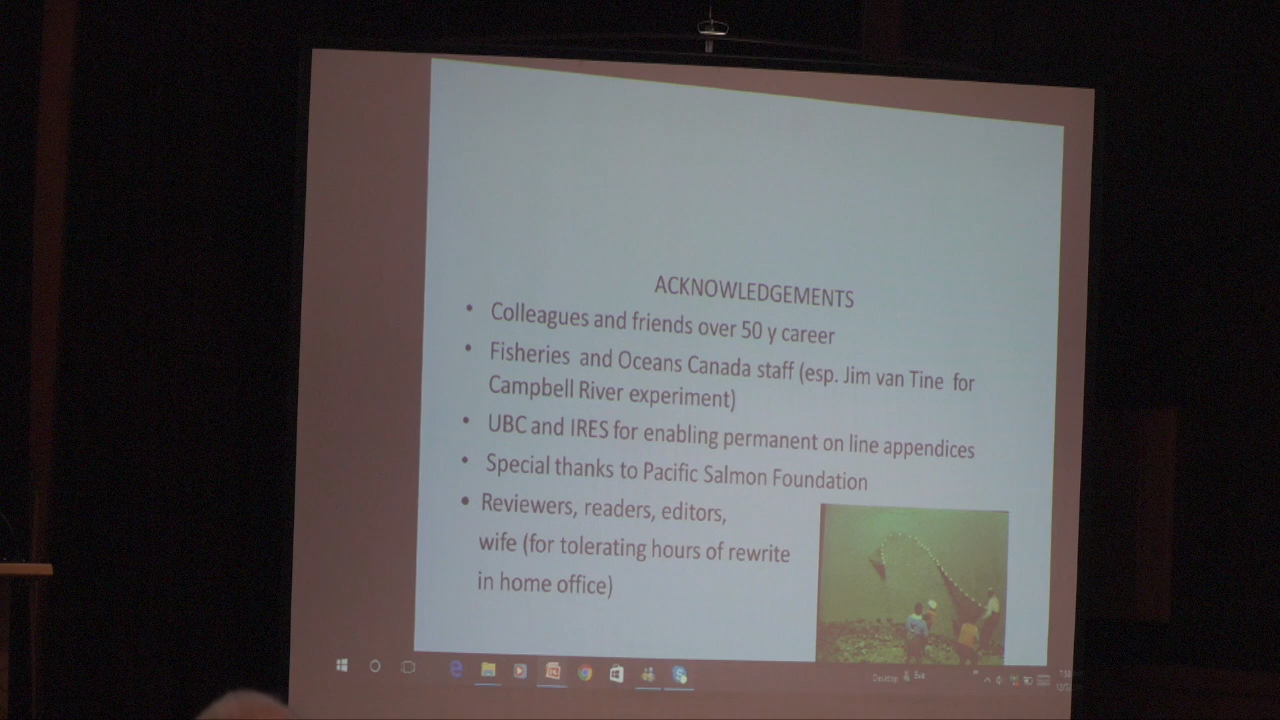 ACKNOWLEDGEMENTS
• Colleagues and friends over 50 y career
• Fisheries and Oceans Canada staff (esp. Jim van Tine for
Campbell River experiment)
• UBC and IRES for enabling permanent on line appendices
• Special thanks to Pacific Salmon Foundation
• Reviewers, readers, editors,
wife (for tolerating hours of rewrite
in home office)
Desktop